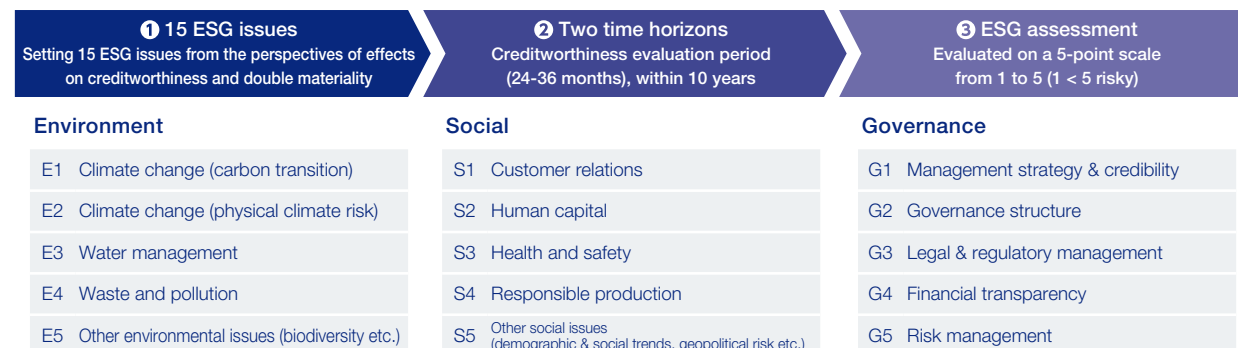 ❶ 15 ESG issues
Setting 15 ESG issues from the perspectives of effects
on creditworthiness and double materiality
❷ Two time horizons
Creditworthiness evaluation period
(24-36 months), within 10 years
❸ ESG assessment
Evaluated on a 5-point scale
from 1 to 5 (1 < 5 risky)
Environment
E1 Climate change (carbon transition)
E2 Climate change (physical climate risk)
E3 Water management
E4 Waste and pollution
E5 Other environmental issues (biodiversity etc.)
Social
S1 Customer relations
S2 Human capital
S3 Health and safety
S4 Responsible production
S5 Other social issues
(demographic & social trends, geopolitical risk etc.)
Governance
G1 Management strategy & credibility
G2 Governance structure
G3 Legal & regulatory management
G4 Financial transparency
G5 Risk management